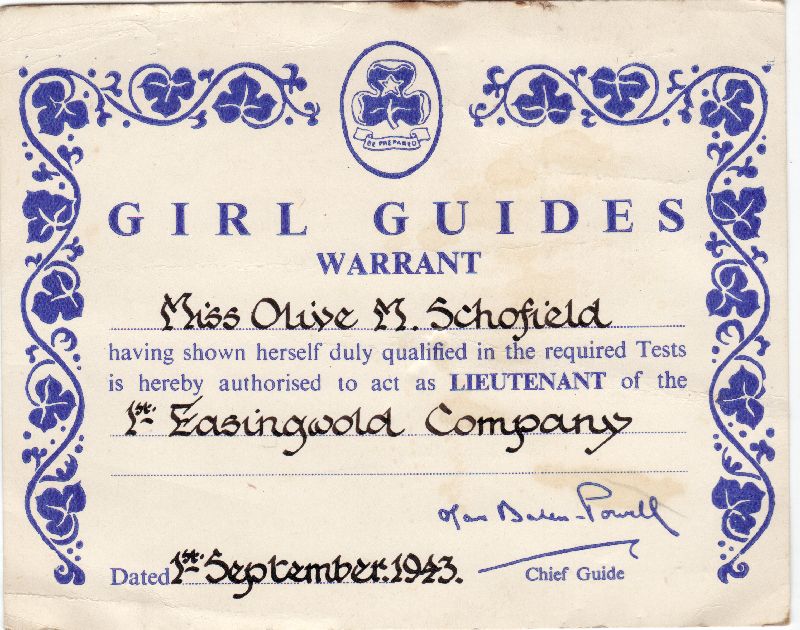 BE PREPARED
GIRL GUIDES
WARRANT
Miss Olive M. Schofield
having shown herself duly qualified in the required Tests
is hereby authorised to act as LIEUTENANT of the
1st Easingwold Company
Olave Baden-Powell
Dated 1st September. 1943.
Chief Guide